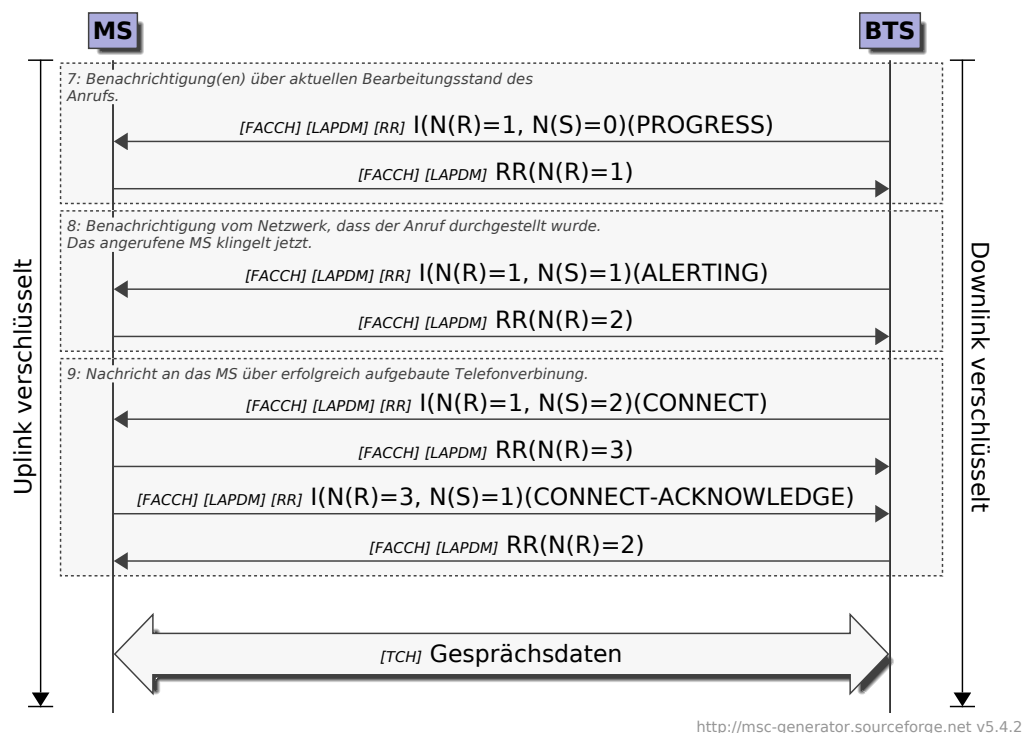 MS
BTS
7: Benachrichtigung(en) über aktuellen Bearbeitungsstand des
Anrufs.
[FACCH] [LAPDM] [RR] I(N(R)=1, N(S)=0)(PROGRESS)
[FACCH] [LAPDM] RR(N(R)=1)
8: Benachrichtigung vom Netzwerk, dass der Anruf durchgestellt wurde.
Das angerufene MS klingelt jetzt.
[FACCH] [LAPDM] [RR] I(N(R)=1, N(S)=1)(ALERTING)
[FACCH] [LAPDM] RR(N(R)=2)
9: Nachricht an das MS über erfolgreich aufgebaute Telefonverbinung.
[FACCH] [LAPDM] [RR] I(N(R)=1, N(S)=2)(CONNECT)
[FACCH] [LAPDM] RR(N(R)=3)
[FACCH] [LAPDM] [RR] I(N(R)=3, N(S)=1)(CONNECT-ACKNOWLEDGE)
[FACCH] [LAPDM] RR(N(R)=2)
Uplink verschlüsselt
Downlink verschlüsselt
[TCH] Gesprächsdaten
http://msc-generator.sourceforge.net v5.4.2